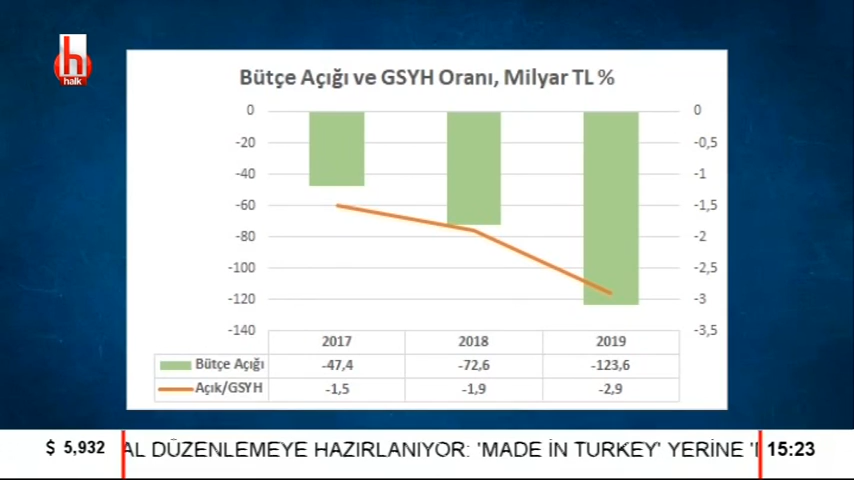 h
halk
Bütçe Açığı ve GSYH Oranı, Milyar TL %
0 0
-20 -0,5
-40 -1
-60 -1,5
-80 -2
-100 -2,5
-120 -3
-140 -3,5
2017 2018 2019
Bütçe Açığı -47,4 -72,6 -123,6
Açık/GSYH -1,5 -1,9 -2,9
$ 5,932 AL DÜZENLEMEYE HAZIRLANIYOR: 'MADE IN TURKEY' YERİNE ' 15:23